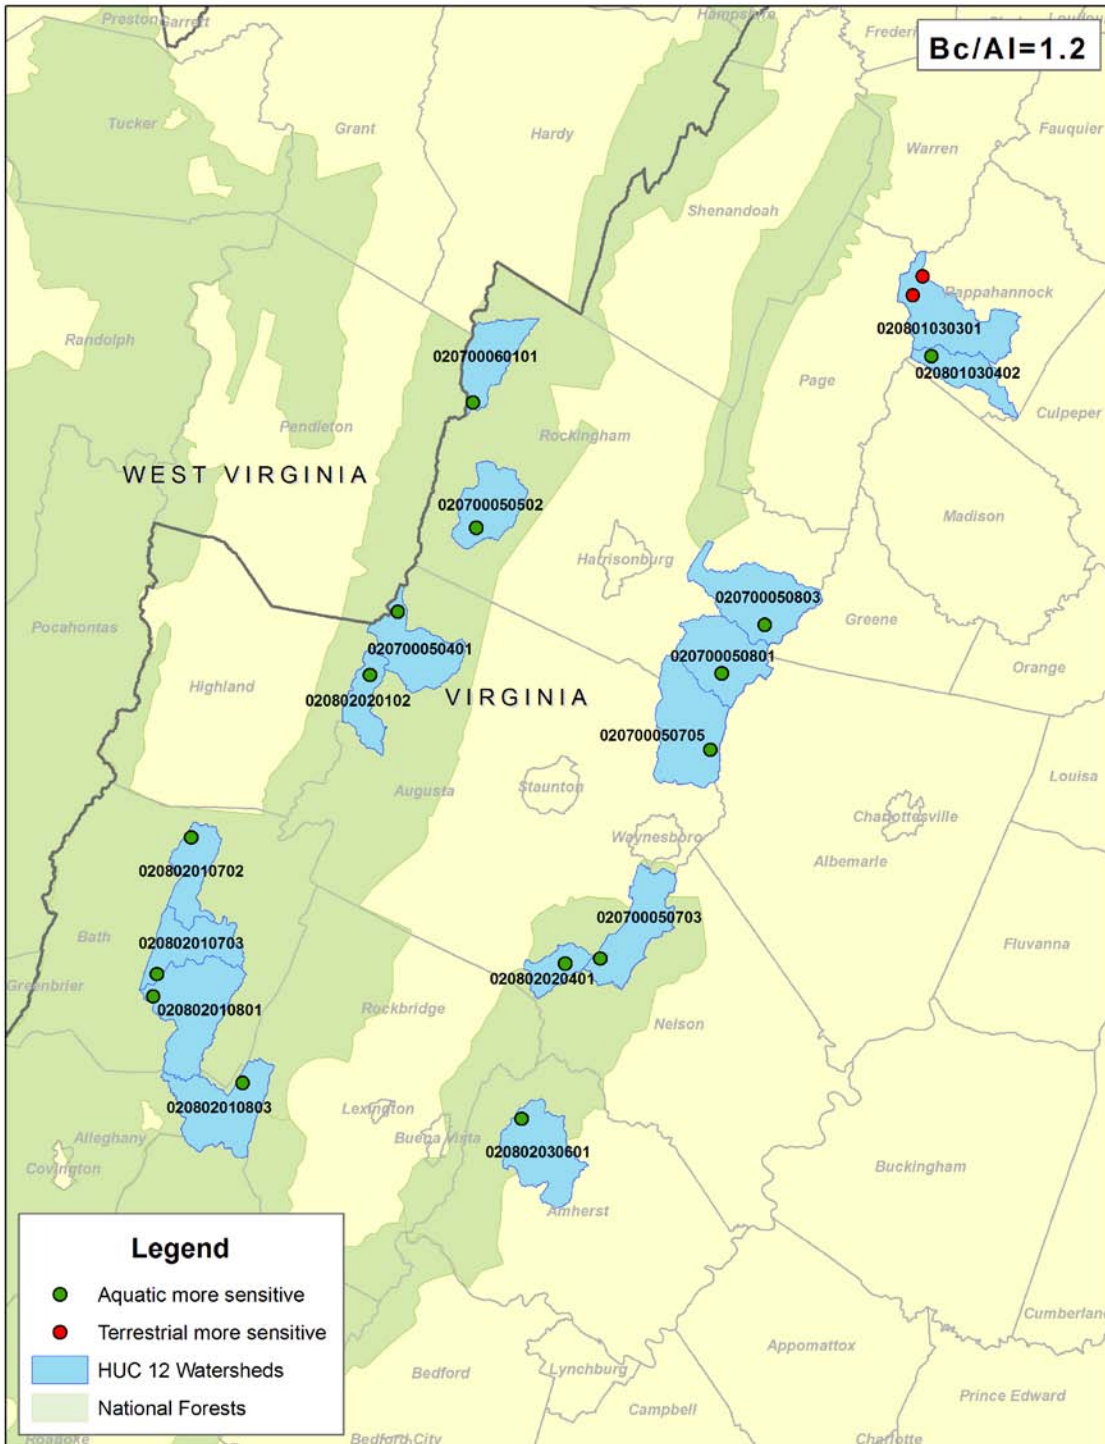 Preston
Garrett
Hampshire
Bc/Al=1.2
Tucker
Grant
Hardy
Fauquier
Warren
Shenandoah
Rappahannock
020801030301
Randolph
020700060101
020801030402
Page
Culpeper
Pendleton
Rockingham
WEST VIRGINIA
020700050502
Madison
Harrisonburg
020700050803
Greene
Pocahontas
020700050401
020700050801
Orange
Highland
020802020102
VIRGINIA
020700050705
Louisa
Augusta
Staunton
Charlottesville
Waynesboro
Albemarle
020802010702
020700050703
Bath
020802010703
Fluvanna
020802020401
Greenbrier
020802010801
Rockbridge
Nelson
020802010803
Lexington
Alleghany
Buena Vista
020802030601
Covington
Buckingham
Amherst
Legend
Aquatic more sensitive
Terrestrial more sensitive
HUC 12 Watersheds
National Forests
Cumberland
Appomattox
Bedford
Lynchburg
Prince Edward
Campbell
Roanoke
Bedford City
Charlotte